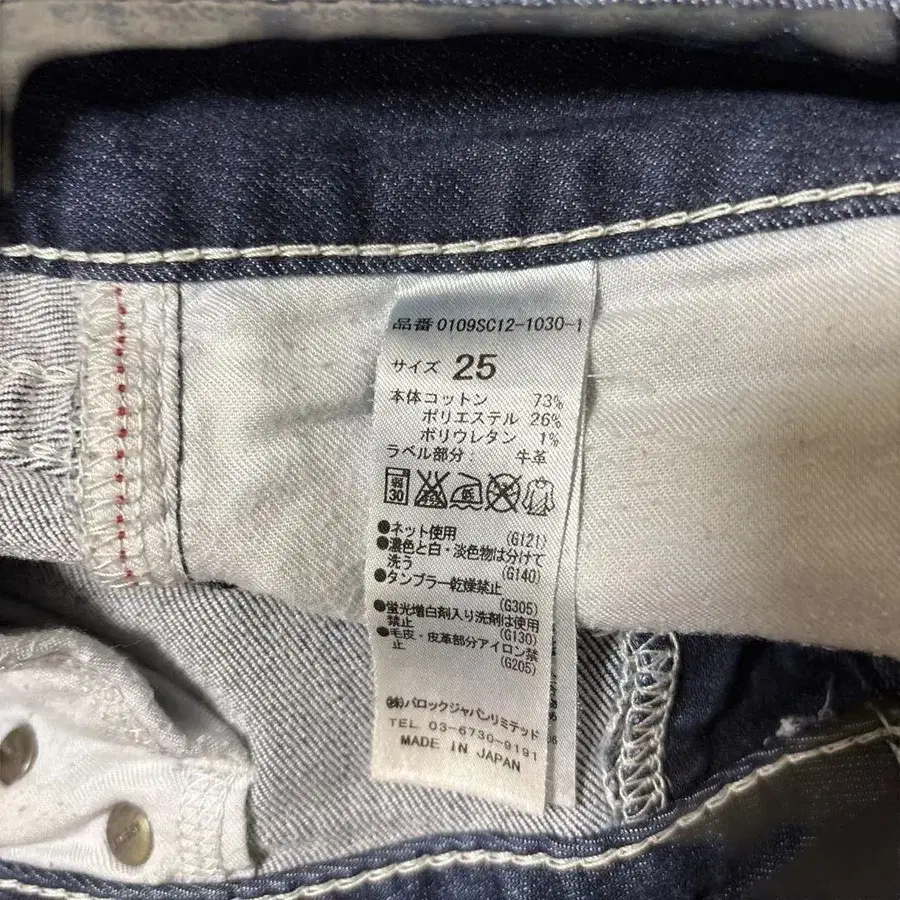 品番 0109SC12-1030-1
サイズ 25
本体コットン 73%
ポリエステル 26%
ポリウレタン 1%
ラベル部分: 牛革
弱 30 低
●ネット使用 (G121)
●濃色と白・淡色物は分けて
洗う (G140)
●タンブラー乾燥禁止
(G305)
●蛍光増白剤入り洗剤は使用
禁止 (G130)
●毛皮・皮革部分アイロン禁
止 (G205)
㈱バロックジャパンリミテッド
TEL 03-6730-9191
MADE IN JAPAN